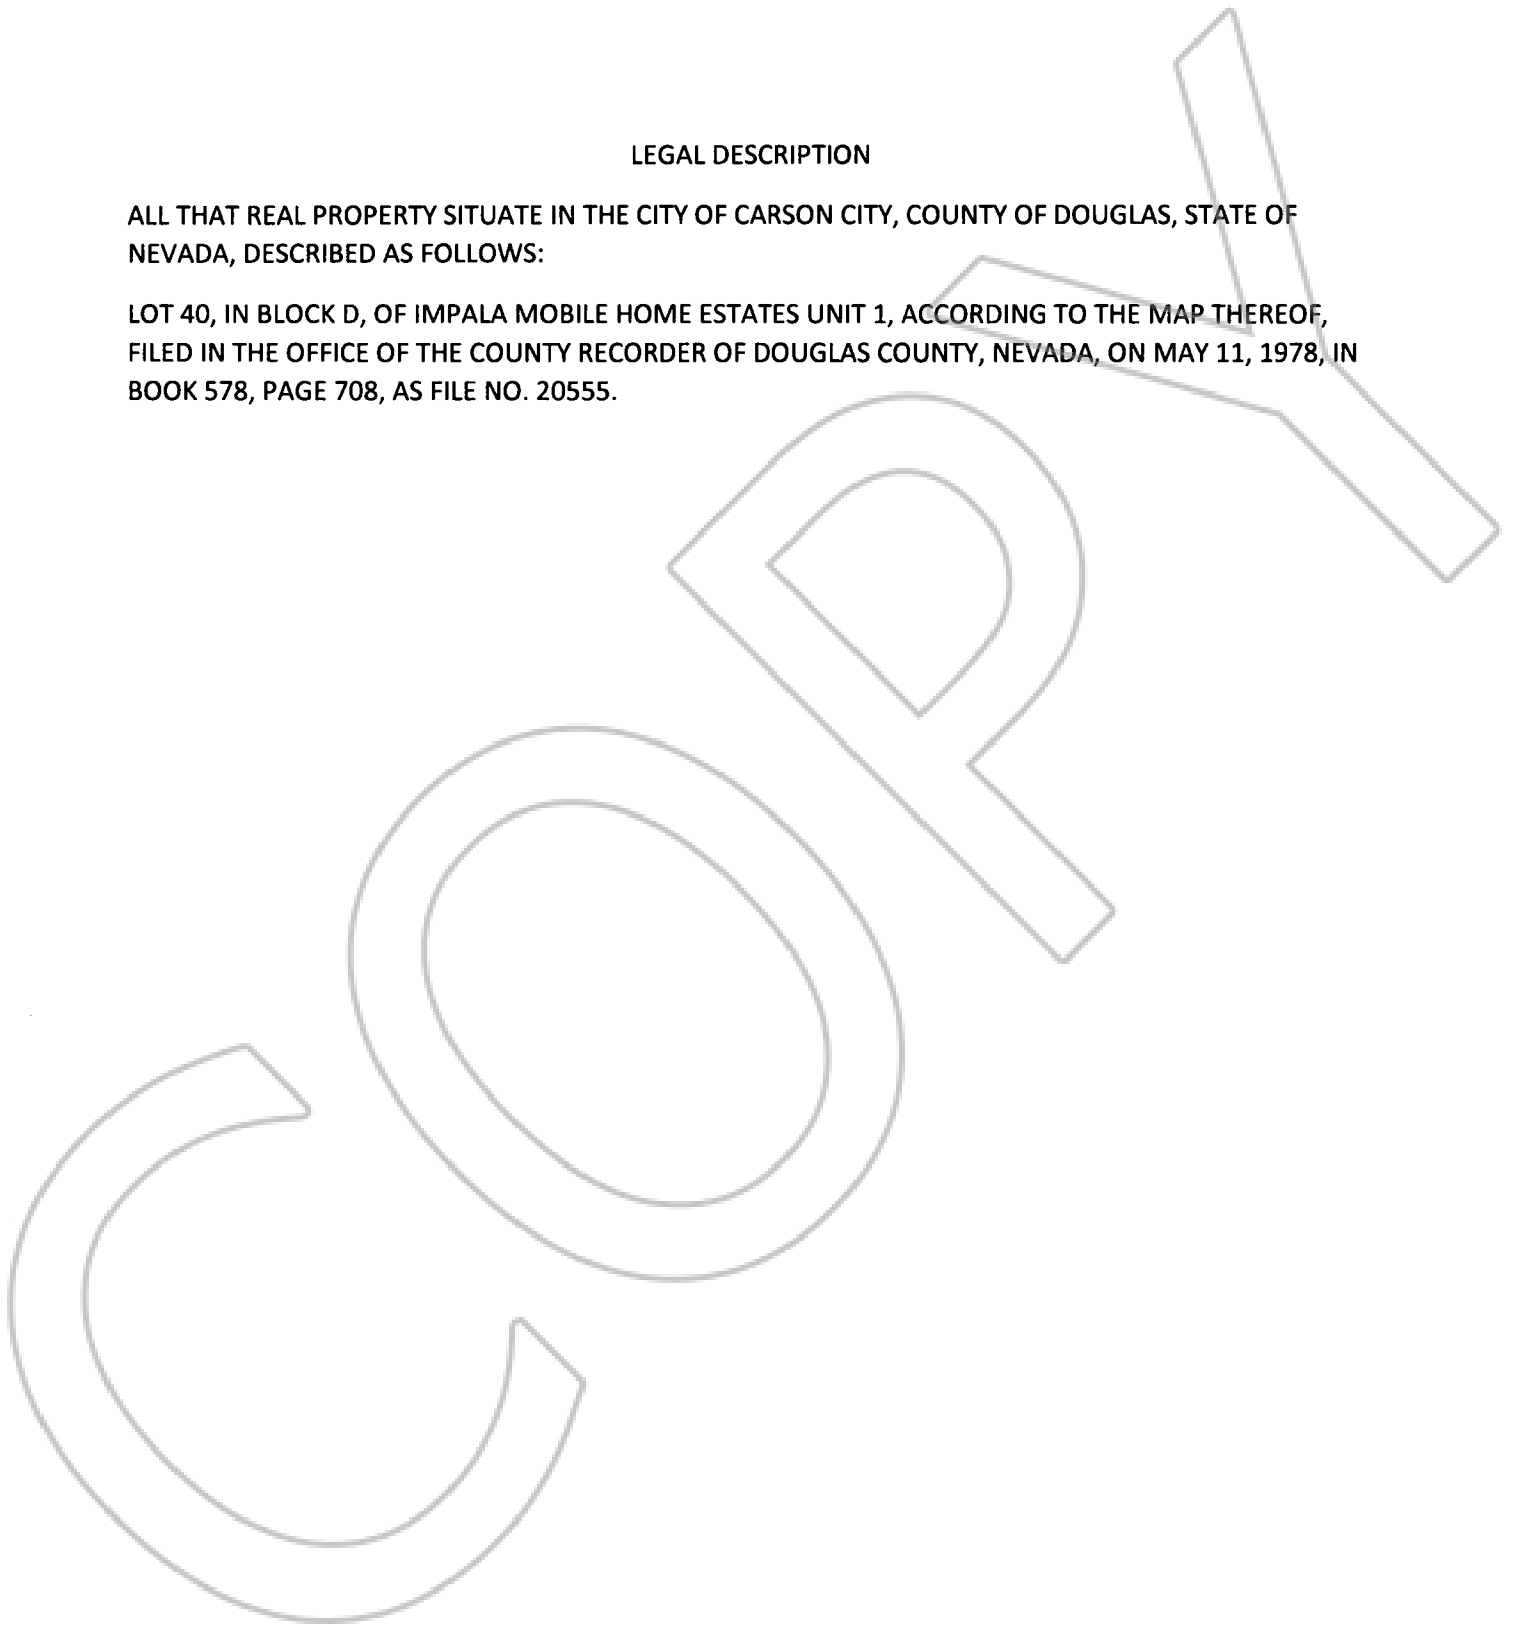 LEGAL DESCRIPTION
ALL THAT REAL PROPERTY SITUATE IN THE CITY OF CARSON CITY, COUNTY OF DOUGLAS, STATE OF
NEVADA, DESCRIBED AS FOLLOWS:
LOT 40, IN BLOCK D, OF IMPALA MOBILE HOME ESTATES UNIT 1, ACCORDING TO THE MAP THEREOF,
FILED IN THE OFFICE OF THE COUNTY RECORDER OF DOUGLAS COUNTY, NEVADA, ON MAY 11, 1978, IN
BOOK 578, PAGE 708, AS FILE NO. 20555.
COPY